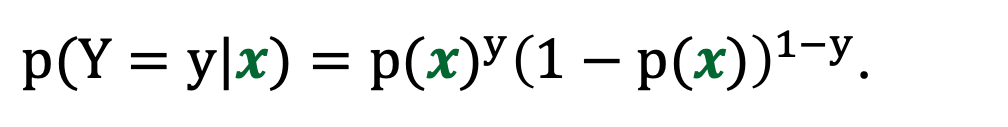 p(Y = y|x) = p(x)ʸ(1 − p(x))¹⁻ʸ.